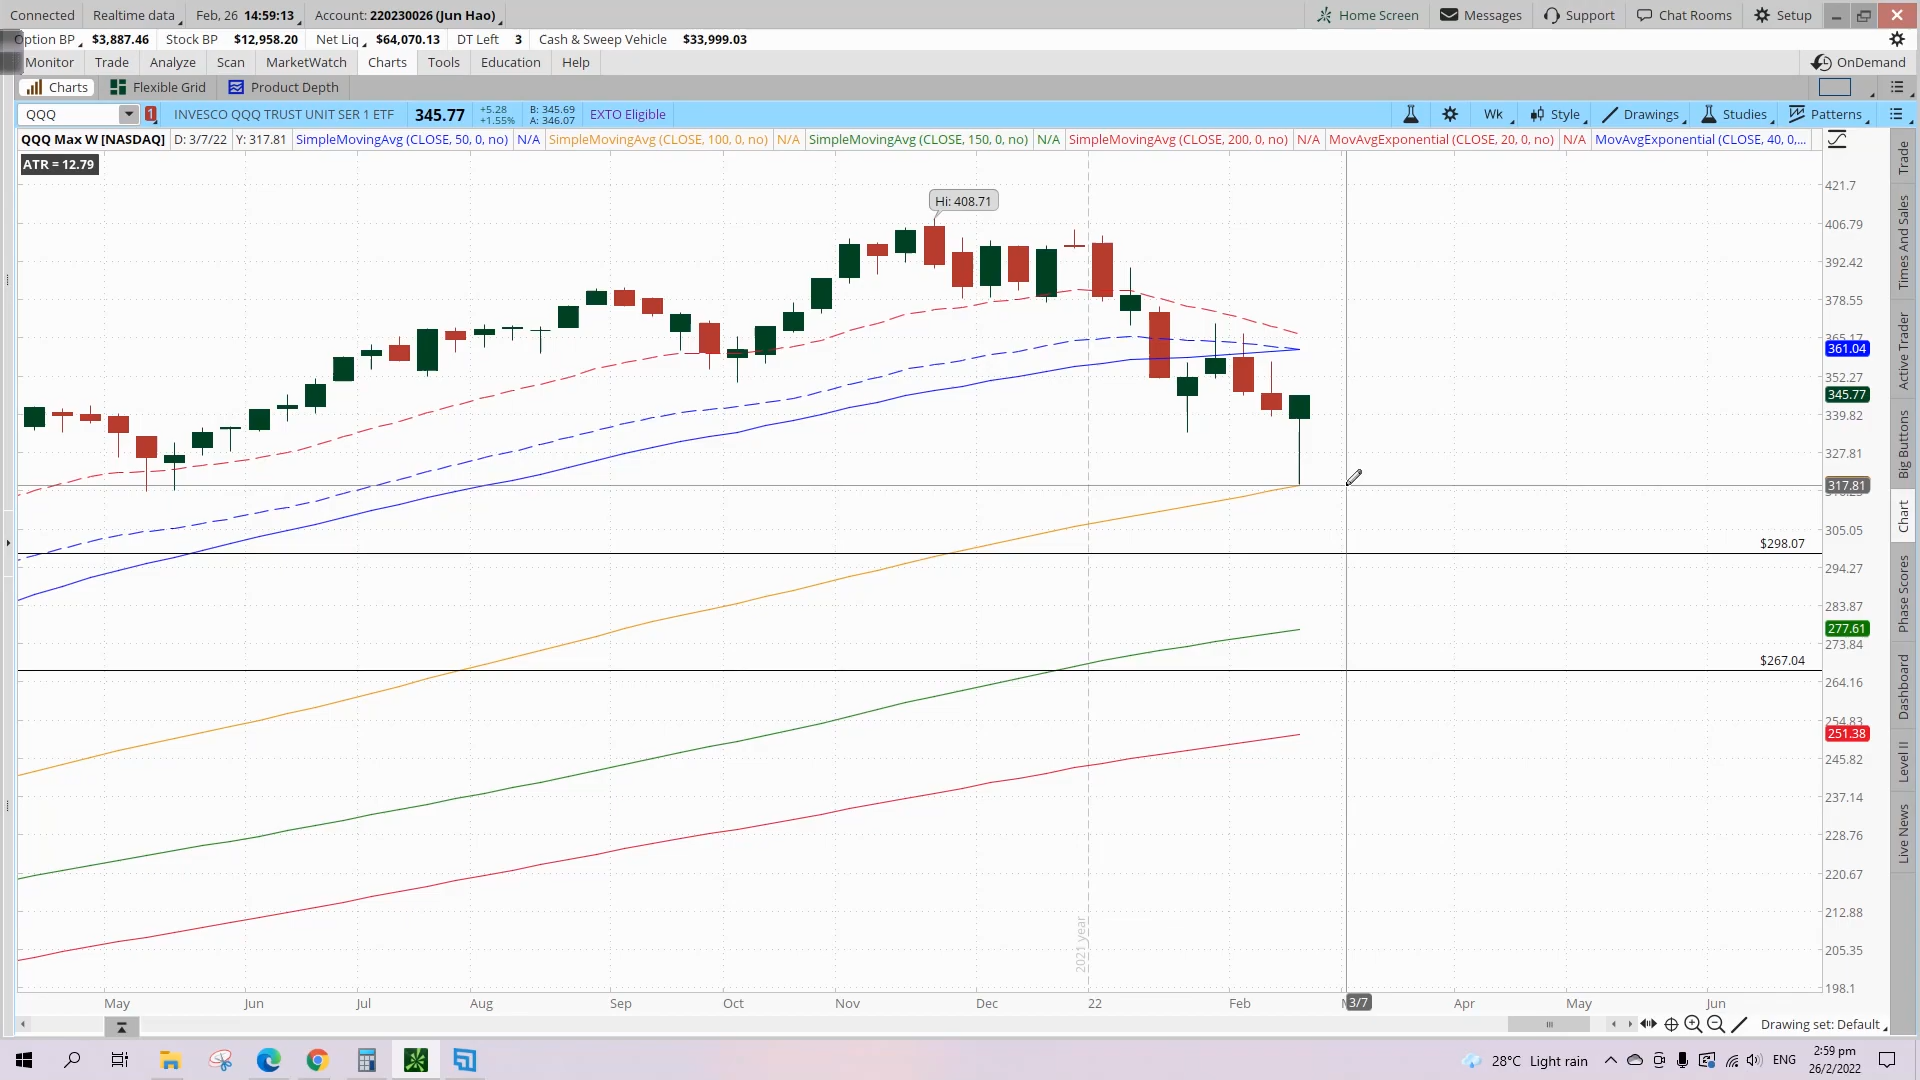 Connected Realtime data Feb, 26 14:59:13 Account: 220230026 (Jun Hao) Home Screen Messages Support Chat Rooms Setup
Option BP $3,887.46 Stock BP $12,958.20 Net Liq $64,070.13 DT Left 3 Cash & Sweep Vehicle $33,999.03
Monitor Trade Analyze Scan MarketWatch Charts Tools Education Help OnDemand
Charts Flexible Grid Product Depth
QQQ 1 INVESCO QQQ TRUST UNIT SER 1 ETF 345.77 +5.28 +1.55% B: 345.69 A: 346.07 EXTO Eligible Wk Style Drawings Studies Patterns
QQQ Max W [NASDAQ] D: 3/7/22 Y: 317.81 SimpleMovingAvg (CLOSE, 50, 0, no) N/A SimpleMovingAvg (CLOSE, 100, 0, no) N/A SimpleMovingAvg (CLOSE, 150, 0, no) N/A SimpleMovingAvg (CLOSE, 200, 0, no) N/A MovAvgExponential (CLOSE, 20, 0, no) N/A MovAvgExponential (CLOSE, 40, 0,...
ATR = 12.79
Hi: 408.71
421.7
406.79
392.42
378.55
361.04
352.27
345.77
339.82
327.81
317.81
305.05
$298.07
294.27
283.87
277.61
273.84
$267.04
264.16
254.83
251.38
245.82
237.14
228.76
220.67
212.88
205.35
198.1
2021 year
May Jun Jul Aug Sep Oct Nov Dec 22 Feb 3/7 Apr May Jun
Drawing set: Default
Trade
Times And Sales
Active Trader
Big Buttons
Chart
Phase Scores
Dashboard
Level II
Live News
28°C Light rain ENG 2:59 pm
26/2/2022